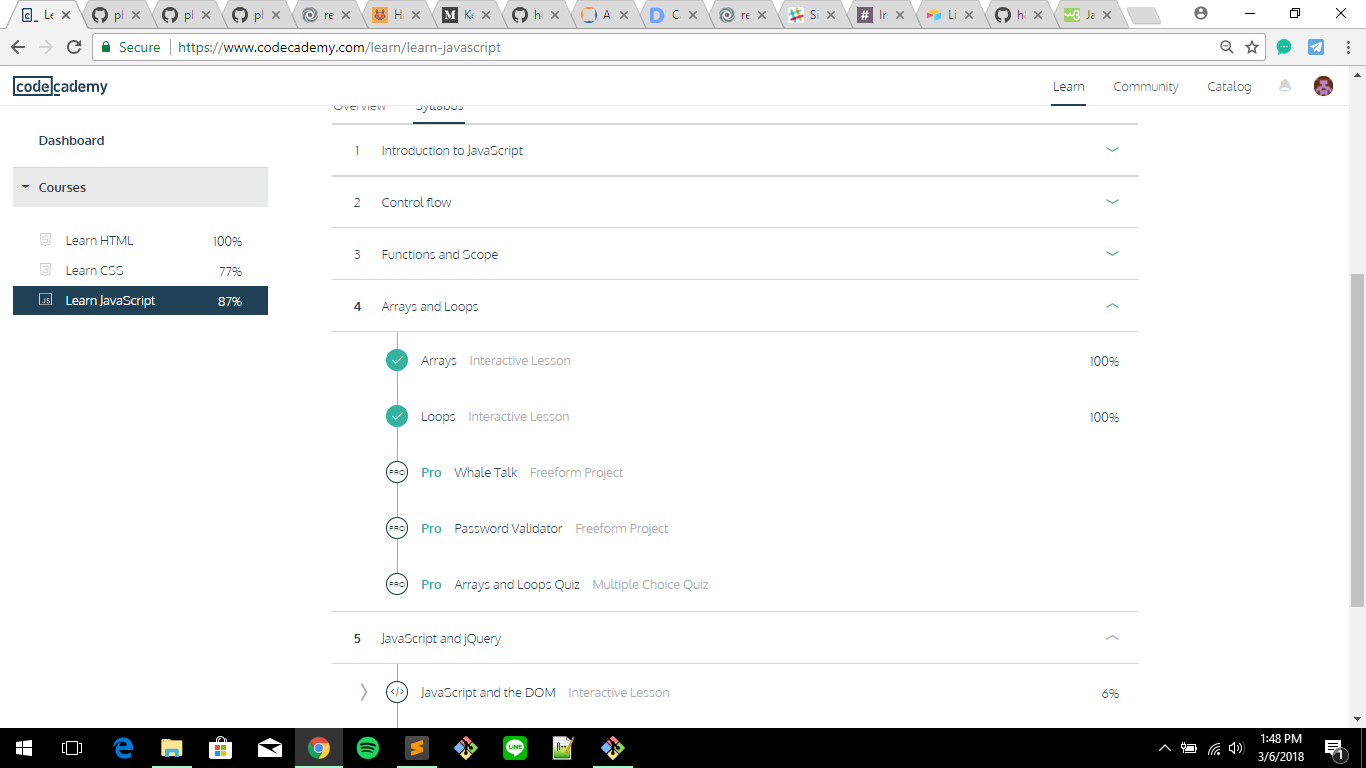 Le pl pl pl re H Ke hi A C re Sl In Li hi Ja
Secure https://www.codecademy.com/learn/learn-javascript
codecademy Learn Community Catalog
Overview Syllabus
Dashboard
1 Introduction to JavaScript
Courses
2 Control flow
Learn HTML 100%
3 Functions and Scope
Learn CSS 77%
Learn JavaScript 87%
4 Arrays and Loops
Arrays Interactive Lesson 100%
Loops Interactive Lesson 100%
PRO Pro Whale Talk Freeform Project
PRO Pro Password Validator Freeform Project
PRO Pro Arrays and Loops Quiz Multiple Choice Quiz
5 JavaScript and jQuery
JavaScript and the DOM Interactive Lesson 6%
1:48 PM
3/6/2018
1